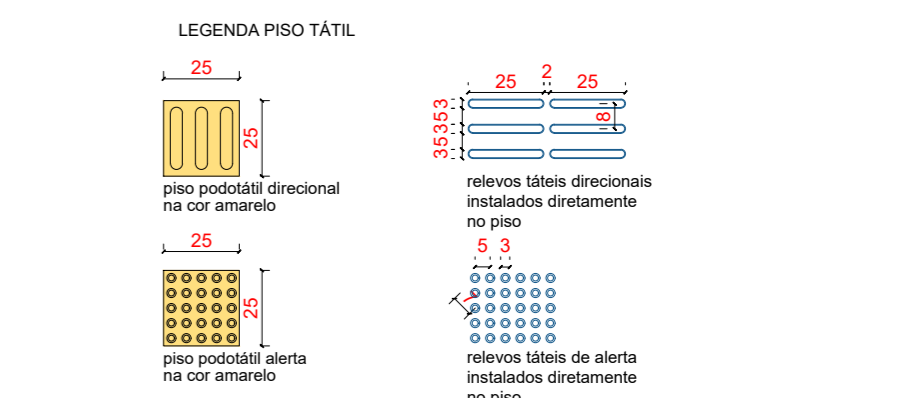 LEGENDA PISO TÁTIL
25
25
piso podotátil direcional
na cor amarelo
25 2 25
35353
8
relevos táteis direcionais
instalados diretamente
no piso
25
25
piso podotátil alerta
na cor amarelo
5 3
relevos táteis de alerta
instalados diretamente
no piso